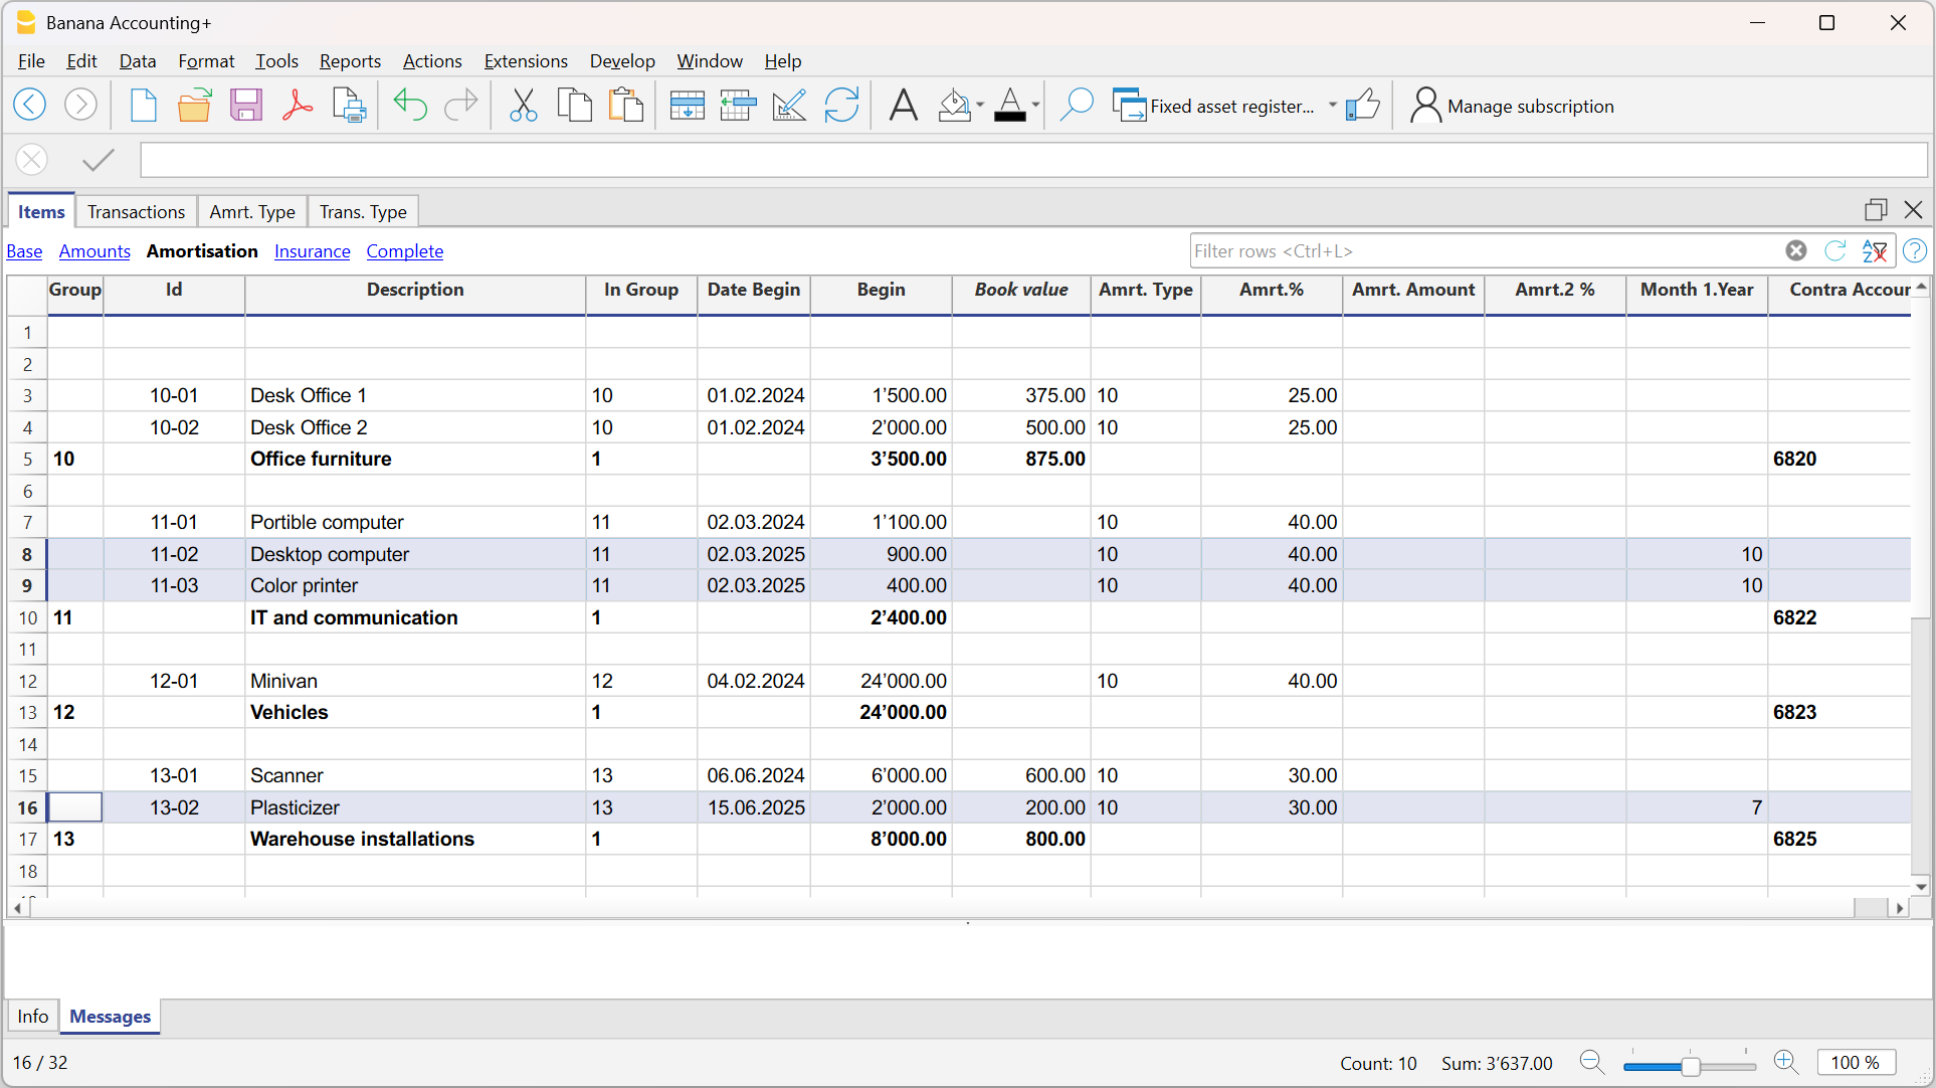 Banana Accounting+
File Edit Data Format Tools Reports Actions Extensions Develop Window Help
Fixed asset register... Manage subscription
Items Transactions Amrt. Type Trans. Type
Base Amounts Amortisation Insurance Complete Filter rows <Ctrl+L>
Group Id Description In Group Date Begin Begin Book value Amrt. Type Amrt.% Amrt. Amount Amrt.2 % Month 1.Year Contra Accour
1
2
3 10-01 Desk Office 1 10 01.02.2024 1’500.00 375.00 10 25.00
4 10-02 Desk Office 2 10 01.02.2024 2’000.00 500.00 10 25.00
5 10 Office furniture 1 3’500.00 875.00 6820
6
7 11-01 Portible computer 11 02.03.2024 1’100.00 10 40.00
8 11-02 Desktop computer 11 02.03.2025 900.00 10 40.00 10
9 11-03 Color printer 11 02.03.2025 400.00 10 40.00 10
10 11 IT and communication 1 2’400.00 6822
11
12 12-01 Minivan 12 04.02.2024 24’000.00 10 40.00
13 12 Vehicles 1 24’000.00 6823
14
15 13-01 Scanner 13 06.06.2024 6’000.00 600.00 10 30.00
16 13-02 Plasticizer 13 15.06.2025 2’000.00 200.00 10 30.00 7
17 13 Warehouse installations 1 8’000.00 800.00 6825
18
Info Messages
16 / 32 Count: 10 Sum: 3’637.00 100 %